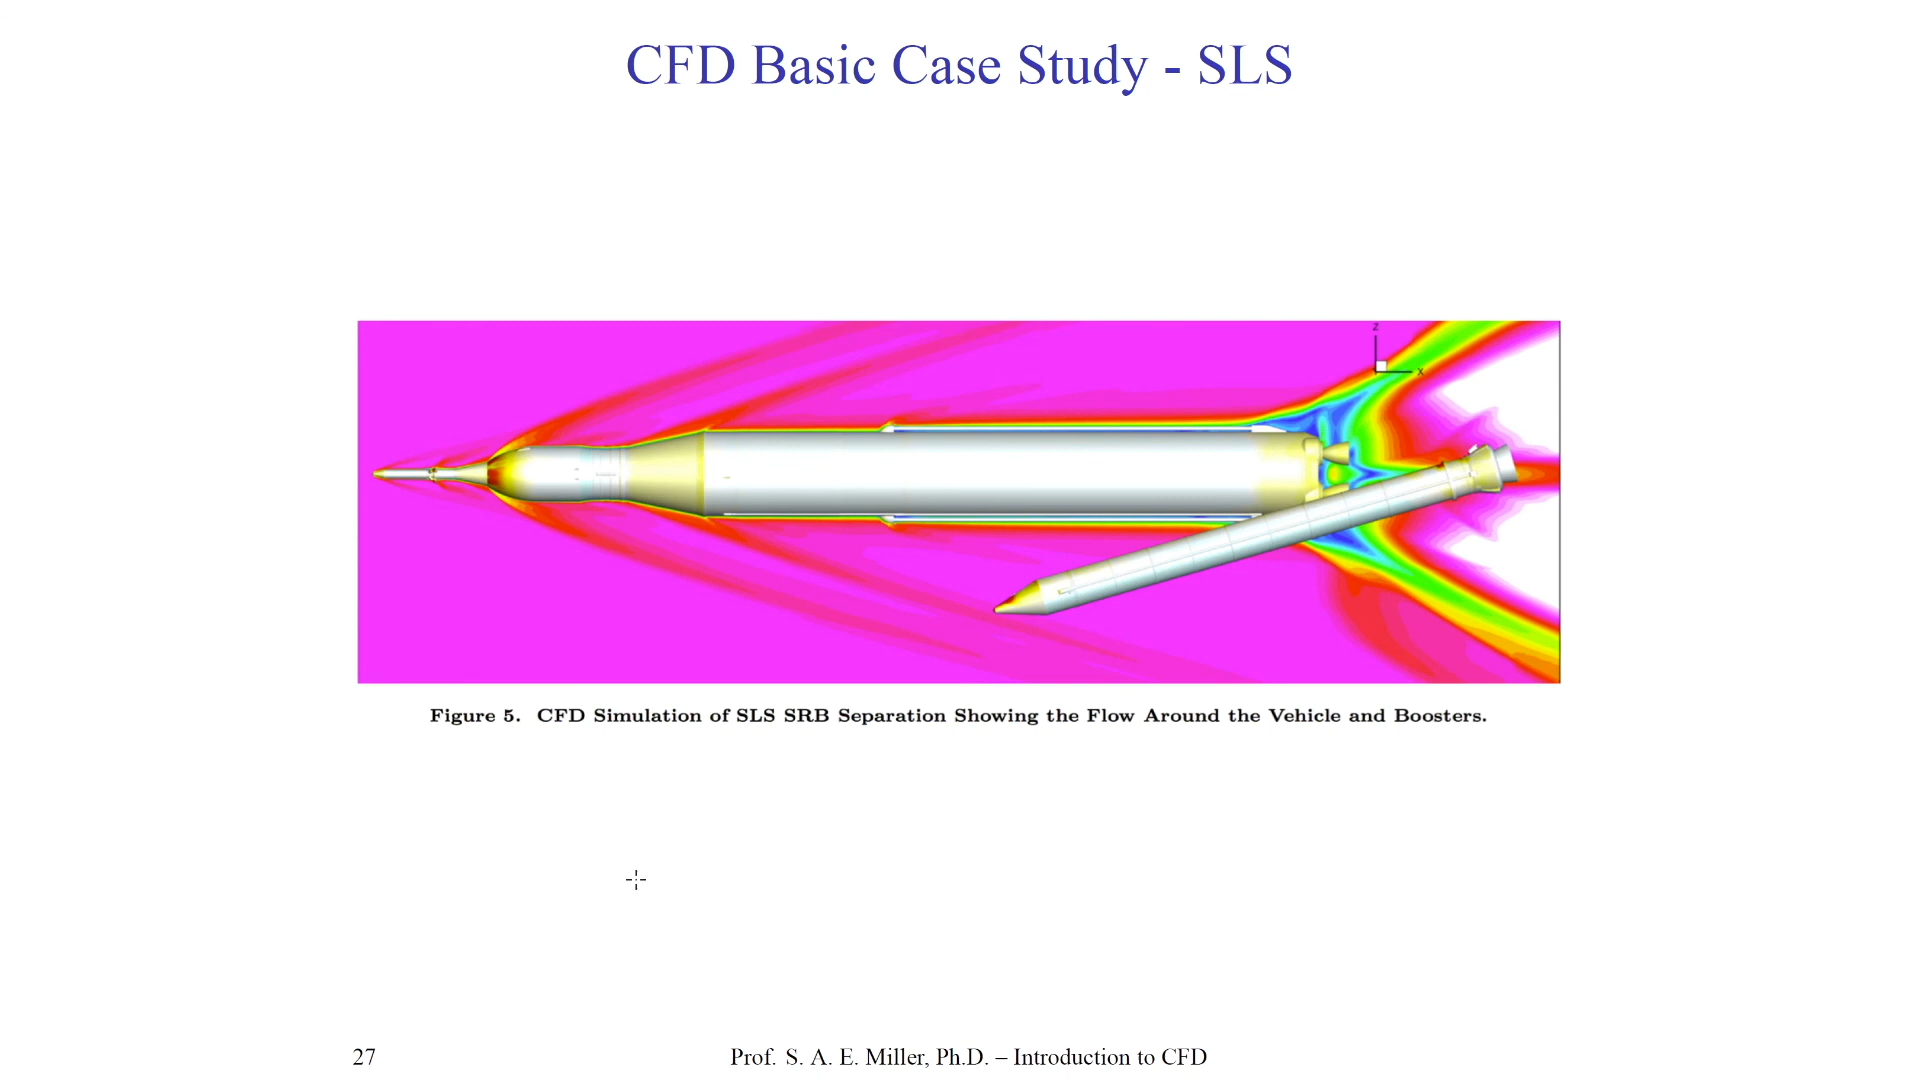 CFD Basic Case Study - SLS
z
x
Figure 5. CFD Simulation of SLS SRB Separation Showing the Flow Around the Vehicle and Boosters.
27
Prof. S. A. E. Miller, Ph.D. – Introduction to CFD